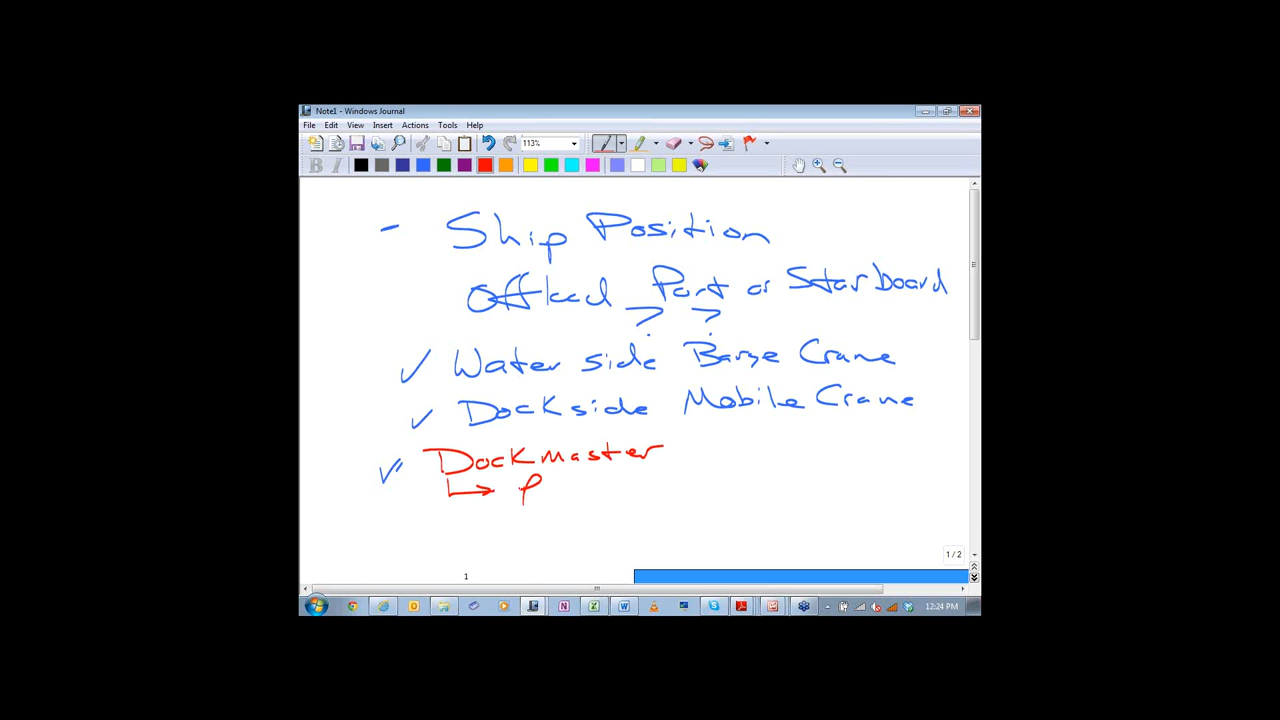 Note1 - Windows Journal
File Edit View Insert Actions Tools Help
113%
B I
- Ship Position
Offload Port or Starboard
? ?
✓ Water side Barge Crane
✓ Dockside Mobile Crane
✓ Dockmaster
→ P
1 / 2
1
12:24 PM